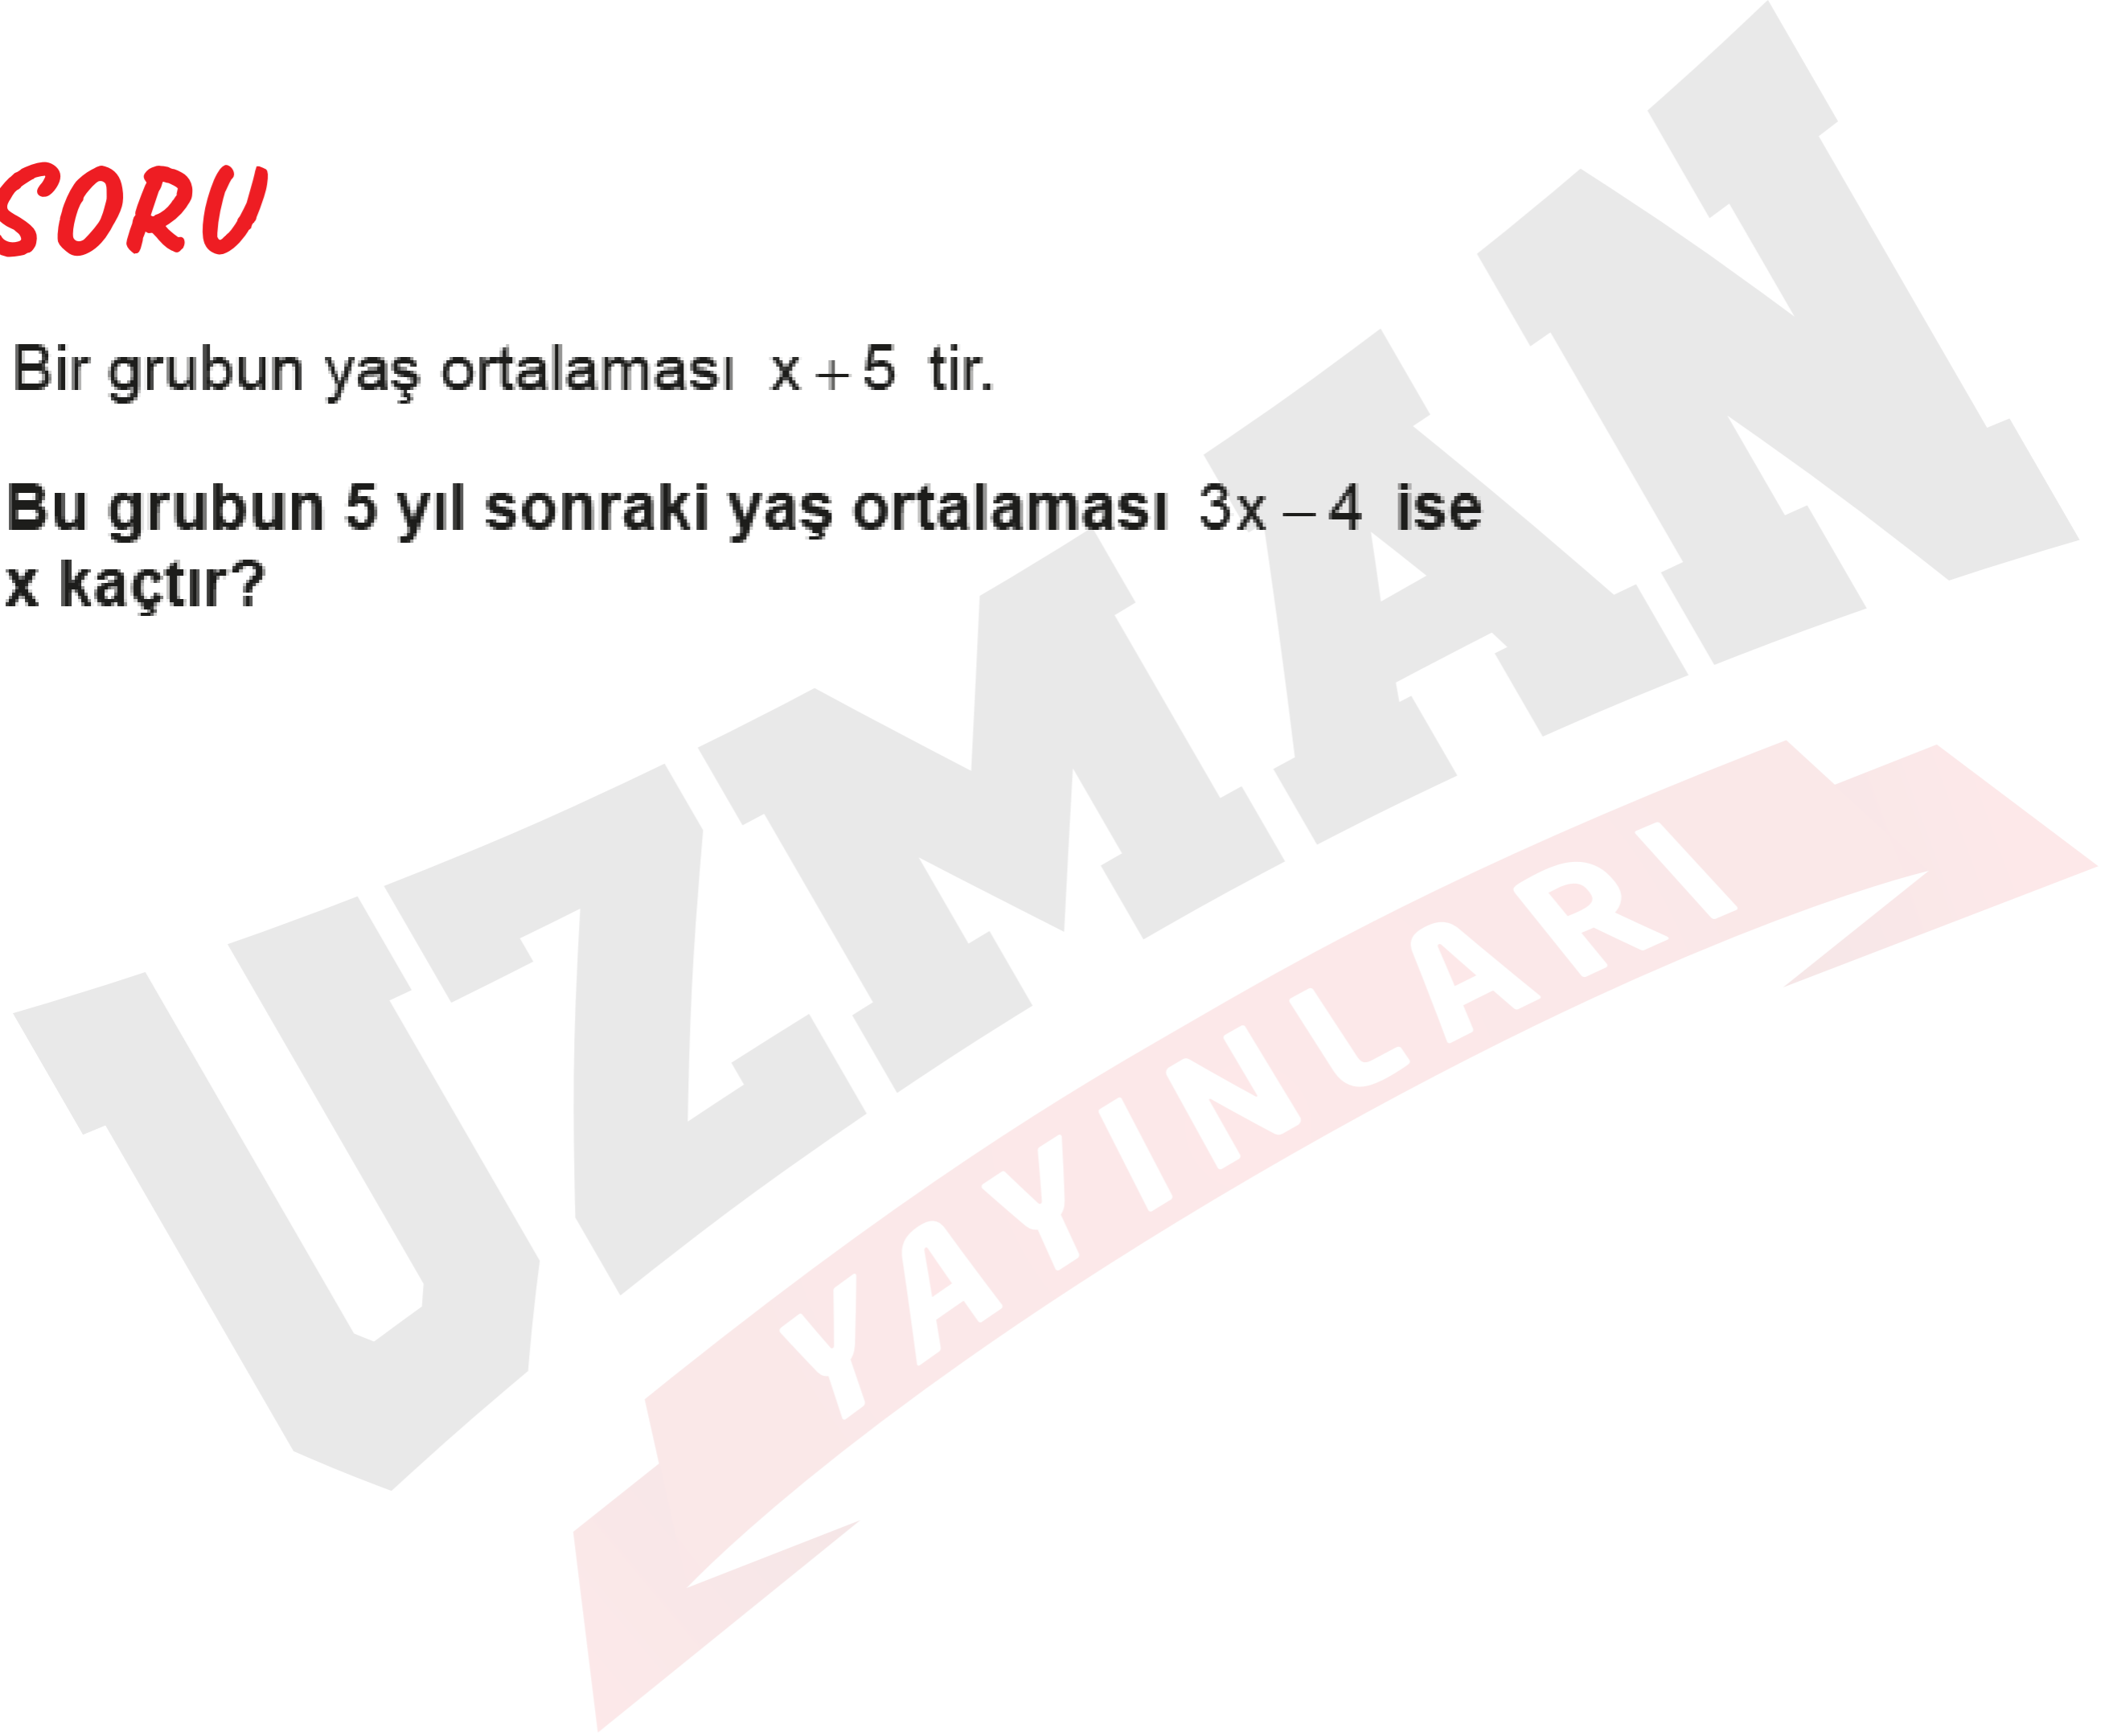 SORU
Bir grubun yaş ortalaması x + 5 tir.
Bu grubun 5 yıl sonraki yaş ortalaması 3x – 4 ise
x kaçtır?
UZMAN
YAYINLARI